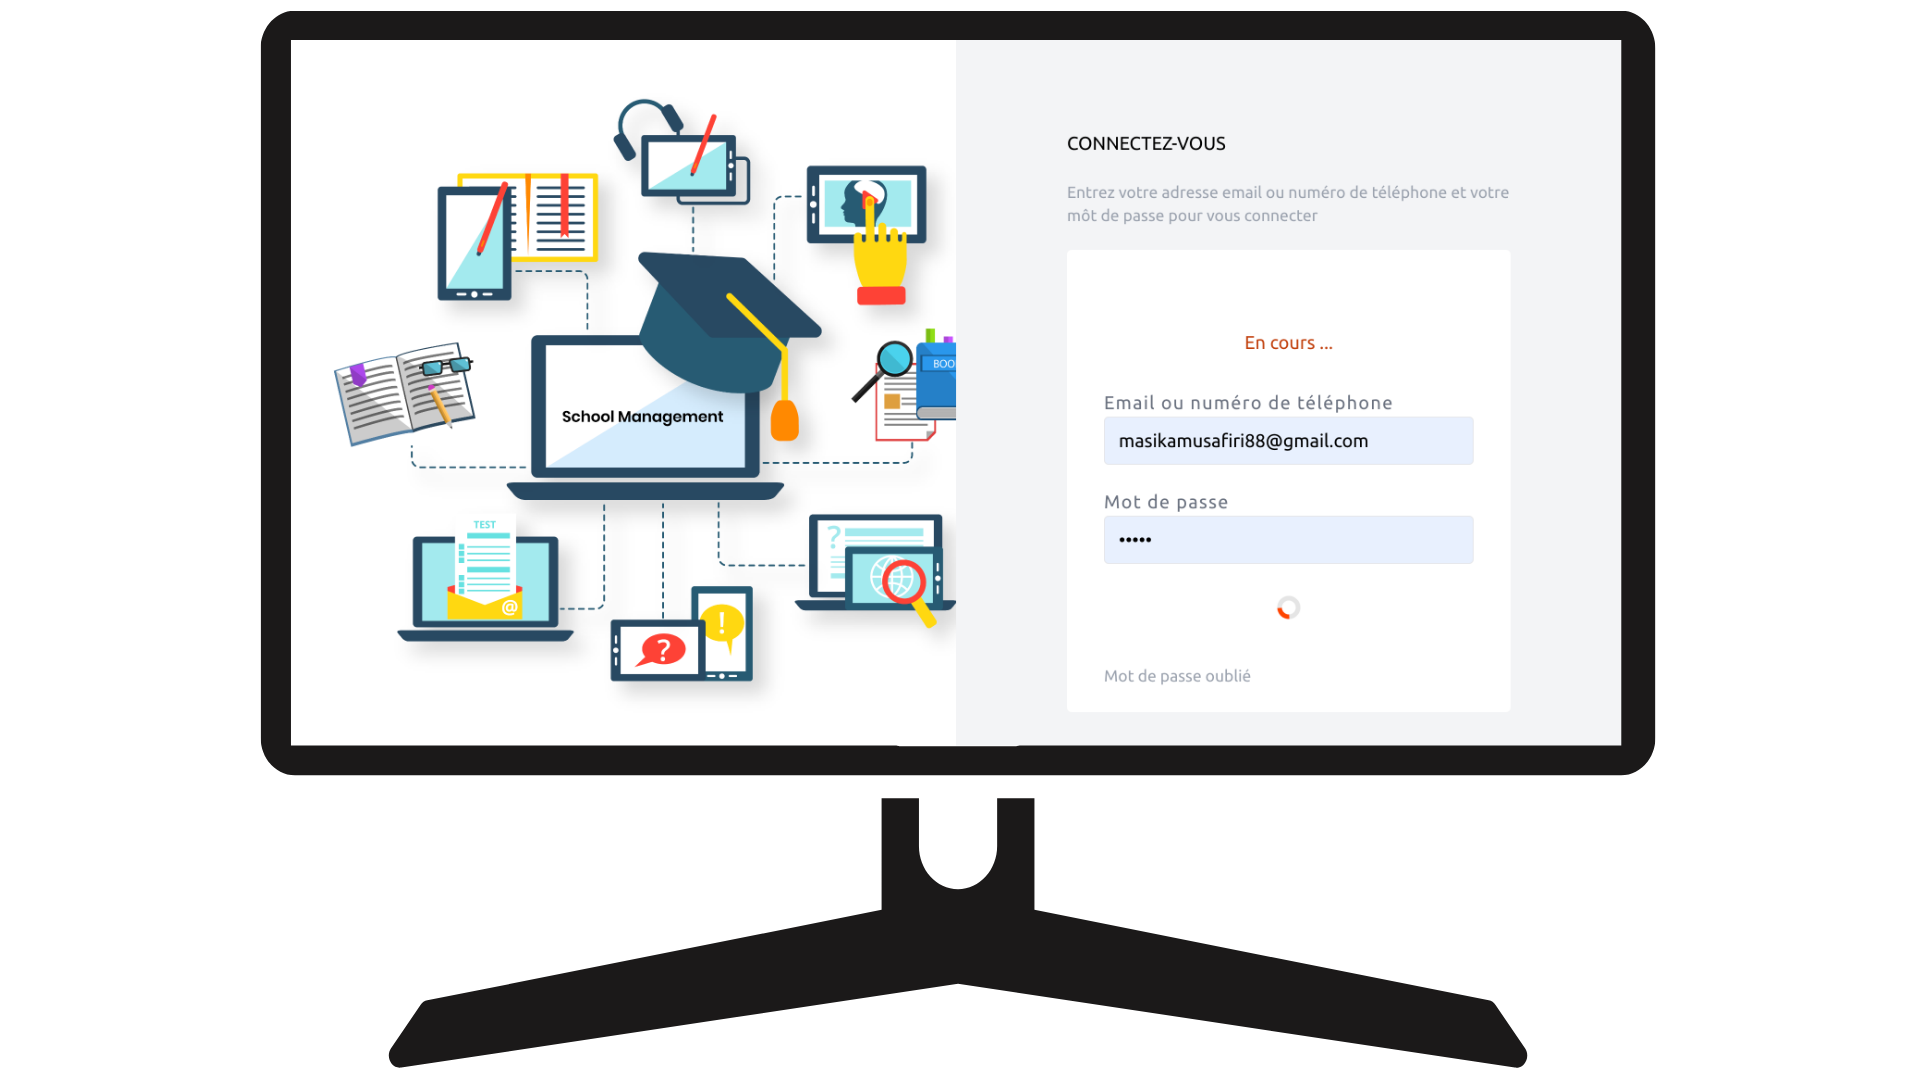 School Management
BOO
TEST
@
?
?
!
CONNECTEZ-VOUS
Entrez votre adresse email ou numéro de téléphone et votre
môt de passe pour vous connecter
En cours ...
Email ou numéro de téléphone
masikamusafiri88@gmail.com
Mot de passe
•••••
Mot de passe oublié